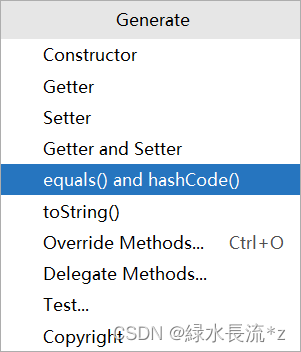 Generate
Constructor
Getter
Setter
Getter and Setter
equals() and hashCode()
toString()
Override Methods... Ctrl+O
Delegate Methods...
Test...
Copyright
CSDN @緑水長流*z